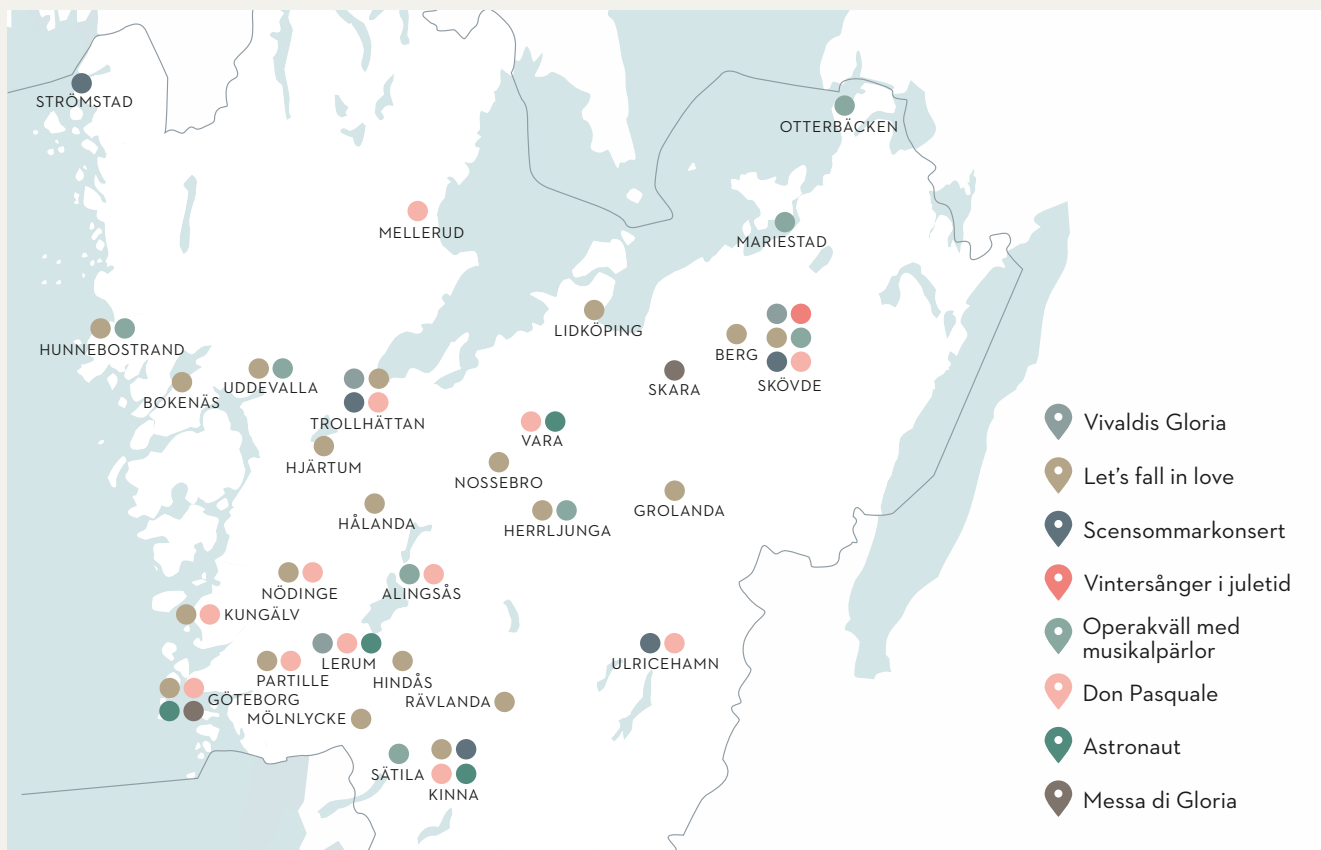 STRÖMSTAD
OTTERBÄCKEN
MELLERUD
MARIESTAD
LIDKÖPING
HUNNEBOSTRAND
BERG
SKÖVDE
UDDEVALLA
SKARA
BOKENÄS
TROLLHÄTTAN
VARA
HJÄRTUM
NOSSEBRO
GROLANDA
HÅLANDA
HERRLJUNGA
NÖDINGE
ALINGSÅS
KUNGÄLV
LERUM
ULRICEHAMN
PARTILLE
HINDÅS
GÖTEBORG
RÄVLANDA
MÖLNLYCKE
SÄTILA
KINNA
Vivaldis Gloria
Let’s fall in love
Scensommarkonsert
Vintersånger i juletid
Operakväll med
musikalpärlor
Don Pasquale
Astronaut
Messa di Gloria